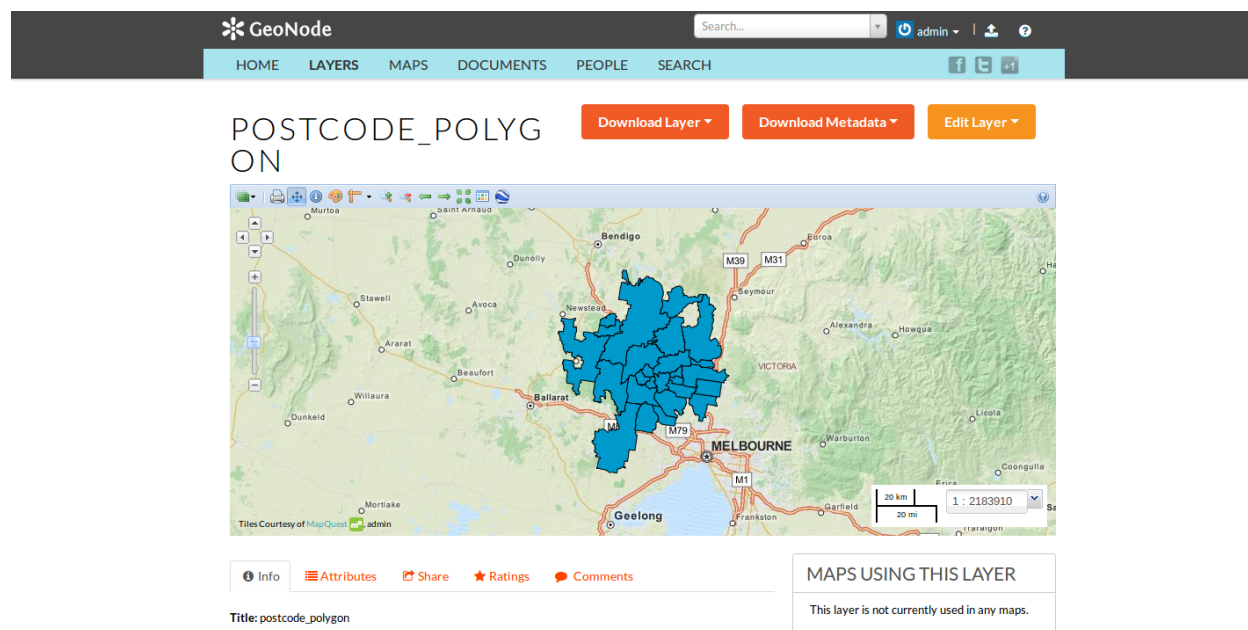 GeoNode
Search...
admin
HOME LAYERS MAPS DOCUMENTS PEOPLE SEARCH
f t +1
POSTCODE_POLYG
ON
Download Layer
Download Metadata
Edit Layer
Murtoa
Saint Arnaud
Bendigo
Euroa
Dunolly
M39
M31
Stawell
Avoca
Newstead
Seymour
Alexandra
Howqua
Ararat
Beaufort
VICTORIA
Willaura
Ballarat
Dunkeld
Licola
M79
MELBOURNE
Warburton
Coongulla
M1
Erica
20 km
20 mi
1 : 2183910
Mortlake
Geelong
Frankston
Garfield
Traralgon
Tiles Courtesy of MapQuest , admin
Info
Attributes
Share
Ratings
Comments
MAPS USING THIS LAYER
Title: postcode_polygon
This layer is not currently used in any maps.